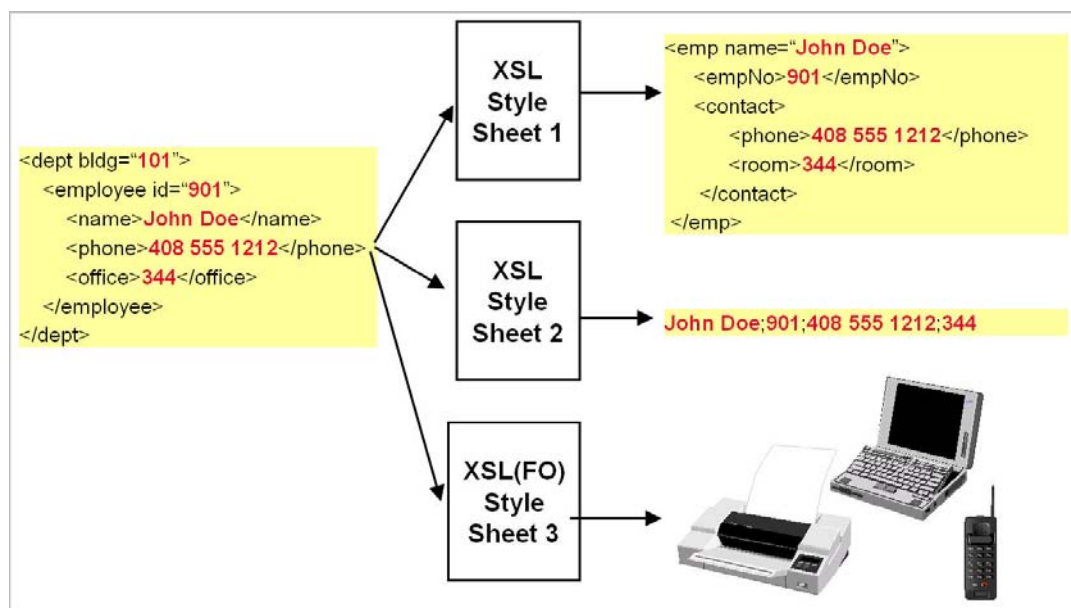 <dept bldg=“101”>
<employee id=“901”>
<name>John Doe</name>
<phone>408 555 1212</phone>
<office>344</office>
</employee>
</dept>
XSL
Style
Sheet 1
<emp name=“John Doe”>
<empNo>901</empNo>
<contact>
<phone>408 555 1212</phone>
<room>344</room>
</contact>
</emp>
XSL
Style
Sheet 2
John Doe;901;408 555 1212;344
XSL(FO)
Style
Sheet 3